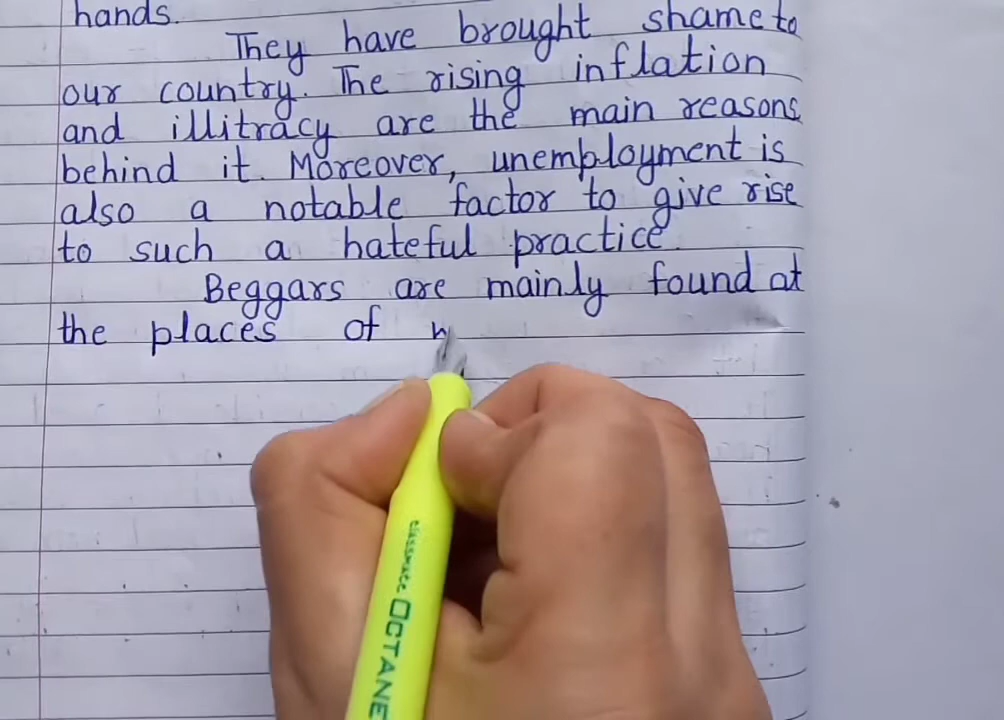 hands.
They have brought shame to
our country. The rising inflation
and illitracy are the main reasons
behind it. Moreover, unemployment is
also a notable factor to give rise
to such a hateful practice.
Beggars are mainly found at
the places of
classmate OCTANE